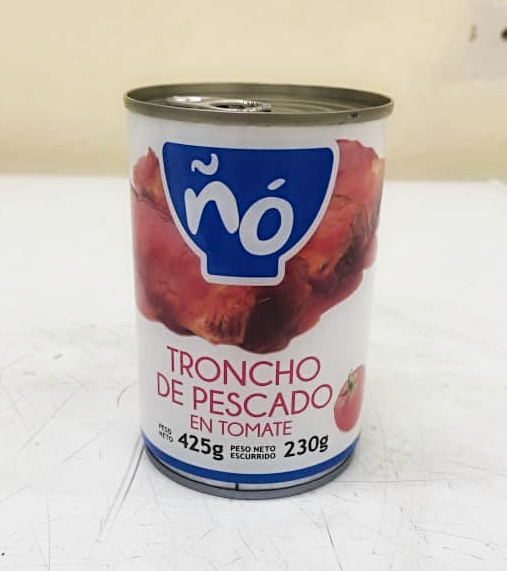 ñó
TRONCHO
DE PESCADO
EN TOMATE
PESO NETO 425g PESO NETO ESCURRIDO 230g